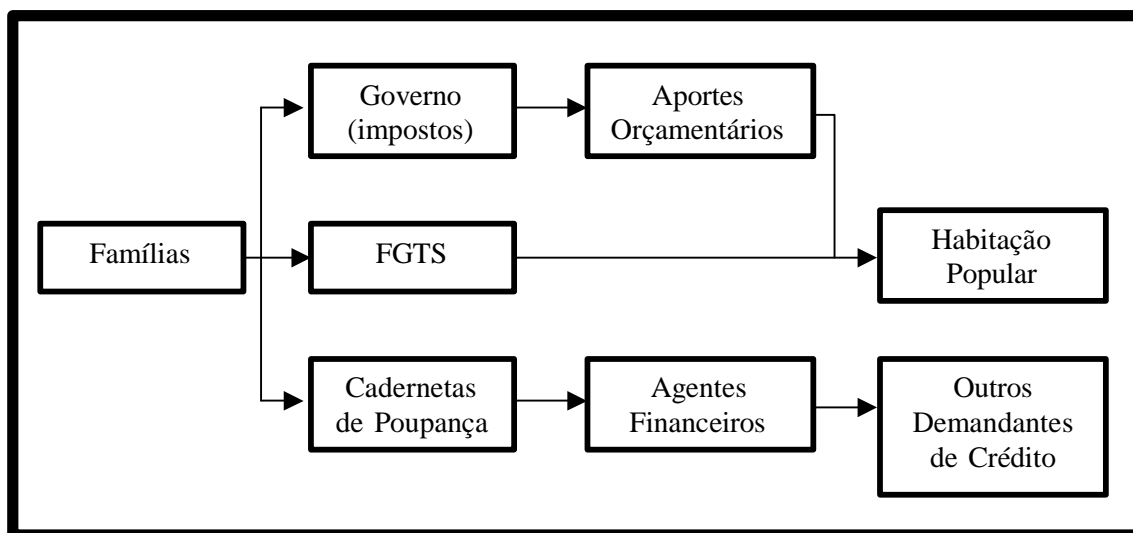 Governo
(impostos)
Aportes
Orçamentários
Famílias
FGTS
Habitação
Popular
Cadernetas
de Poupança
Agentes
Financeiros
Outros
Demandantes
de Crédito